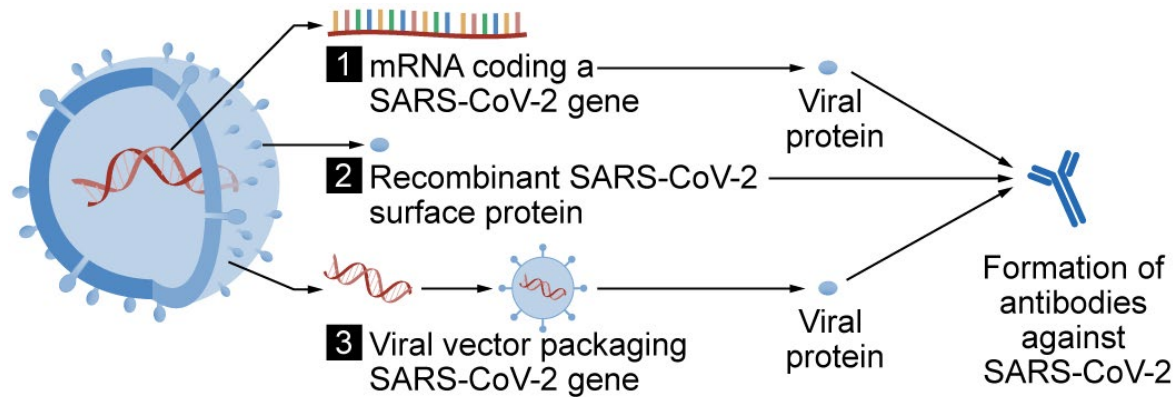 1 mRNA coding a
SARS-CoV-2 gene
Viral
protein
2 Recombinant SARS-CoV-2
surface protein
3 Viral vector packaging
SARS-CoV-2 gene
Viral
protein
Formation of
antibodies
against
SARS-CoV-2